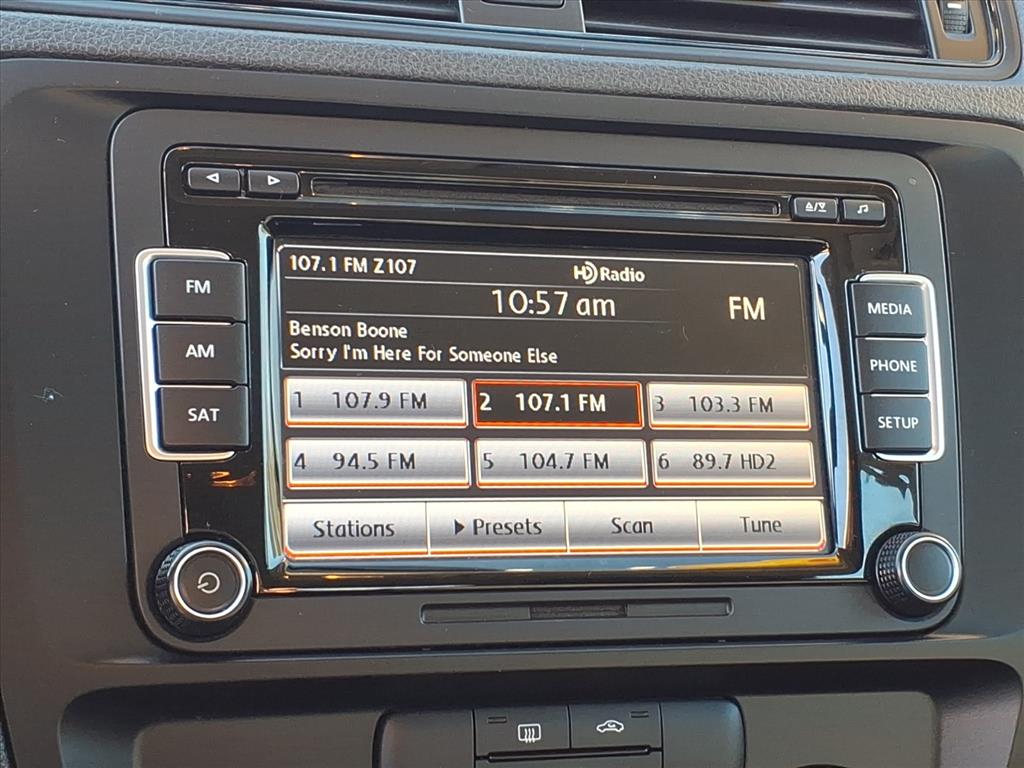 107.1 FM Z107
HD Radio
10:57 am
FM
Benson Boone
Sorry I'm Here For Someone Else
1 107.9 FM
2 107.1 FM
3 103.3 FM
4 94.5 FM
5 104.7 FM
6 89.7 HD2
Stations
Presets
Scan
Tune
FM
AM
SAT
MEDIA
PHONE
SETUP